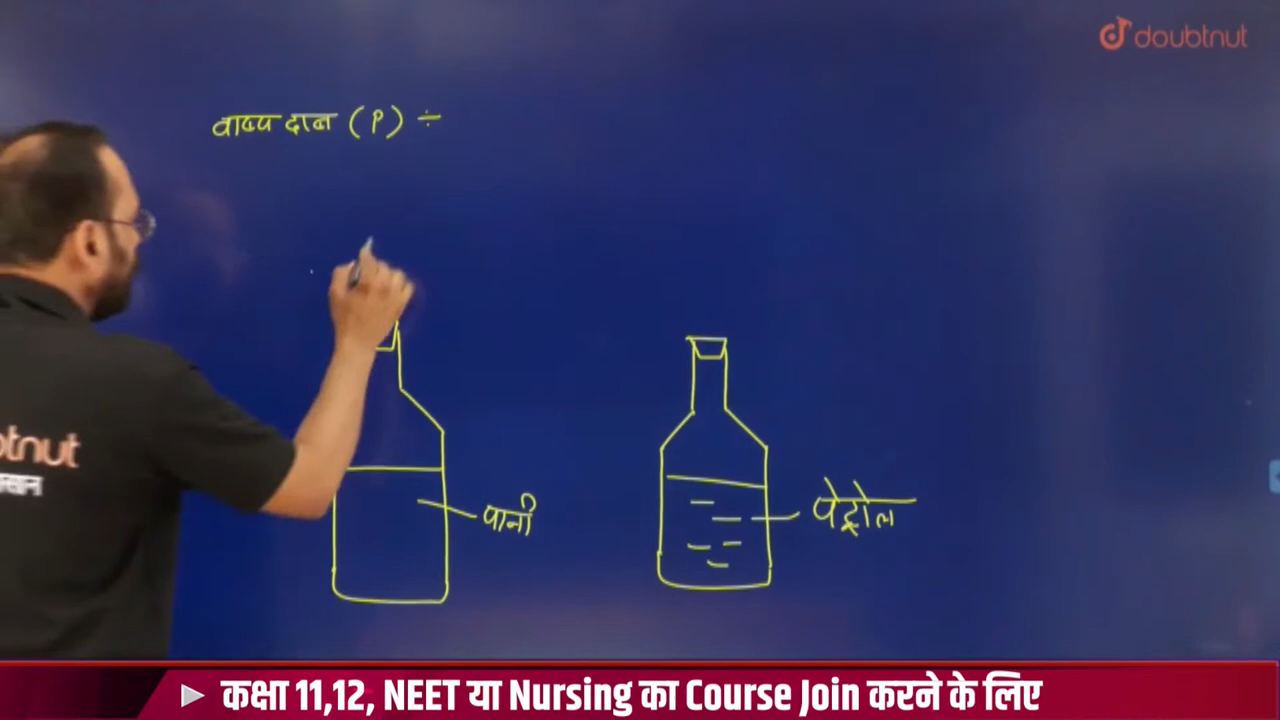 doubtnut
वाष्प दाब (P) ÷
पानी
पेट्रोल
कक्षा 11,12, NEET या Nursing का Course Join करने के लिए